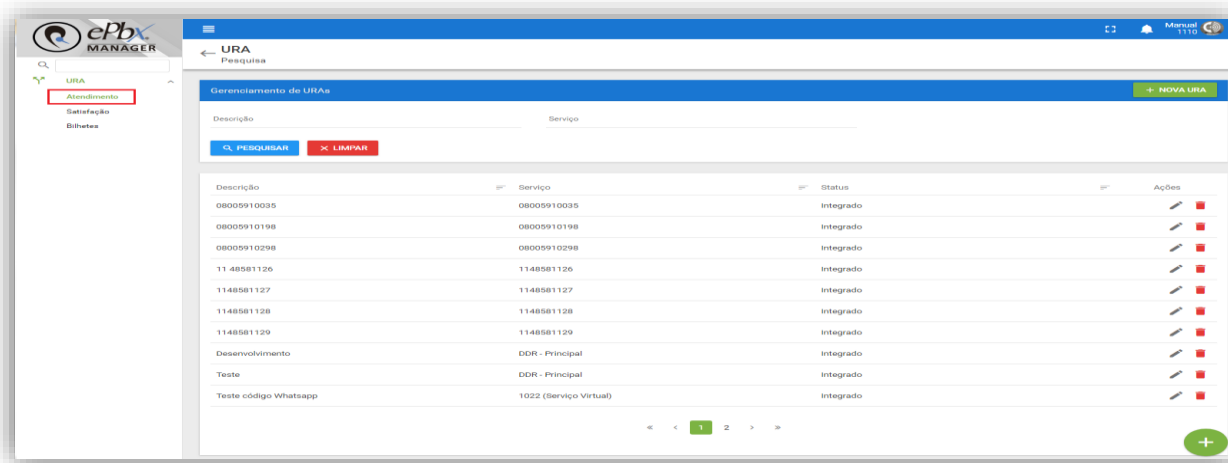 ePbx
MANAGER
Manual
1110
URA
Pesquisa
URA
Atendimento
Satisfação
Bilhetes
Gerenciamento de URAs
+ NOVA URA
Descrição Serviço
PESQUISAR LIMPAR
Descrição Serviço Status Ações
08005910035 08005910035 Integrado
08005910198 08005910198 Integrado
08005910298 08005910298 Integrado
11 48581126 1148581126 Integrado
1148581127 1148581127 Integrado
1148581128 1148581128 Integrado
1148581129 1148581129 Integrado
Desenvolvimento DDR - Principal Integrado
Teste DDR - Principal Integrado
Teste código Whatsapp 1022 (Serviço Virtual) Integrado
« < 1 2 > »